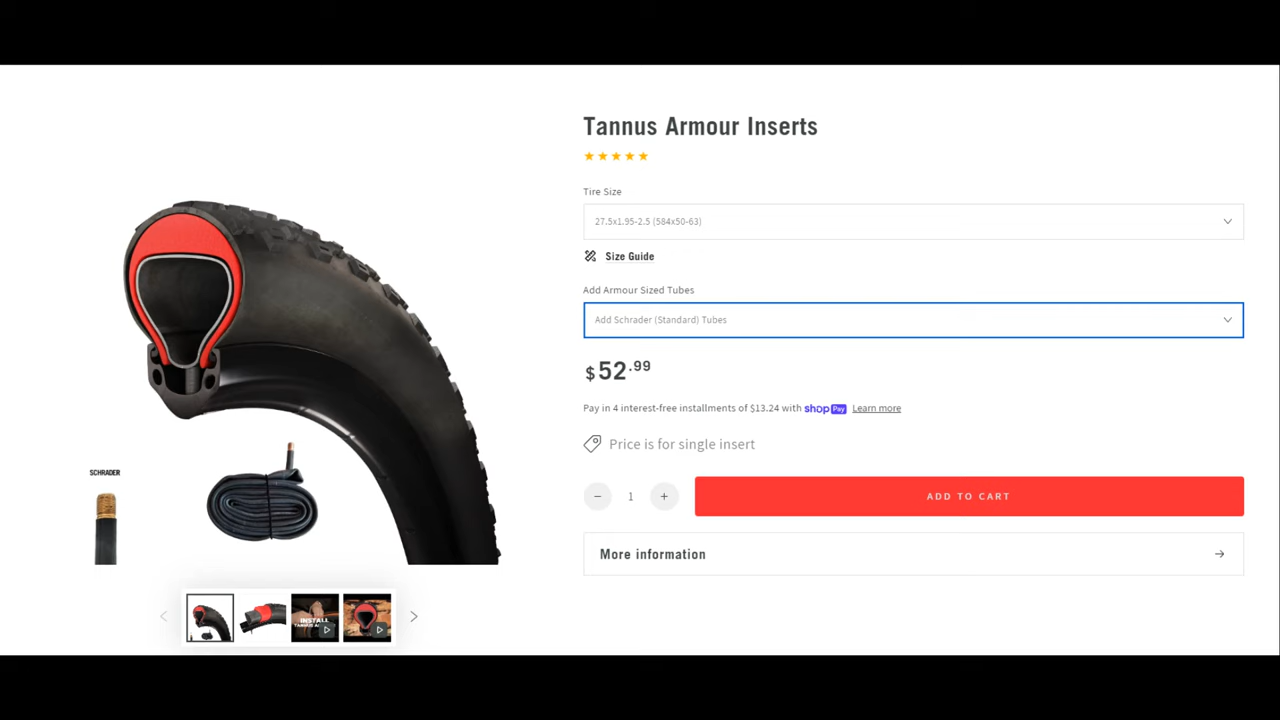 Tannus Armour Inserts
Tire Size
27.5x1.95-2.5 (584x50-63)
Size Guide
Add Armour Sized Tubes
Add Schrader (Standard) Tubes
$52.99
Pay in 4 interest-free installments of $13.24 with shop Pay Learn more
Price is for single insert
− 1 +
ADD TO CART
More information
SCHRADER
INSTALL